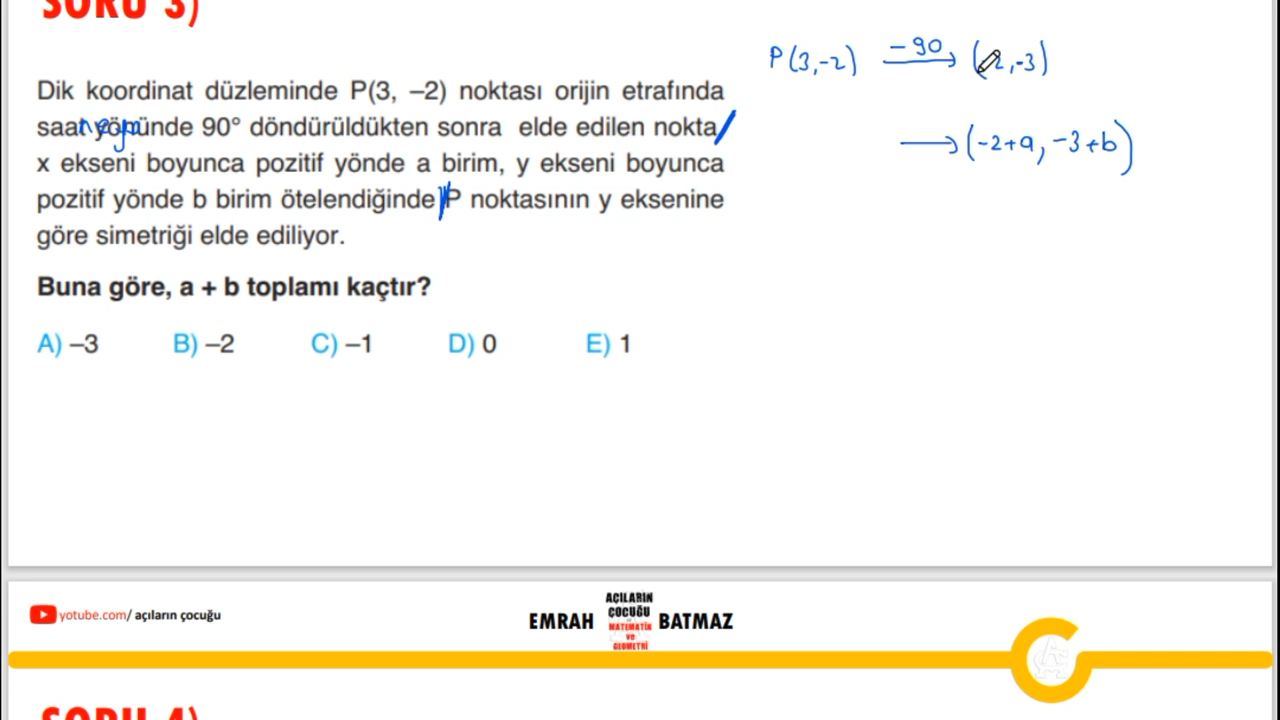 SORU 3)
P(3,-2) -90 → (-2,-3)
Dik koordinat düzleminde P(3, –2) noktası orijin etrafında
saat yönünde 90° döndürüldükten sonra elde edilen nokta
→ (-2+a, -3+b)
x ekseni boyunca pozitif yönde a birim, y ekseni boyunca
pozitif yönde b birim ötelendiğinde P noktasının y eksenine
göre simetriği elde ediliyor.
Buna göre, a + b toplamı kaçtır?
A) –3 B) –2 C) –1 D) 0 E) 1
yotube.com/ açıların çocuğu
EMRAH BATMAZ
AÇILARIN
ÇOCUĞU
MATEMATİK
ve
GEOMETRİ
SORU 4)